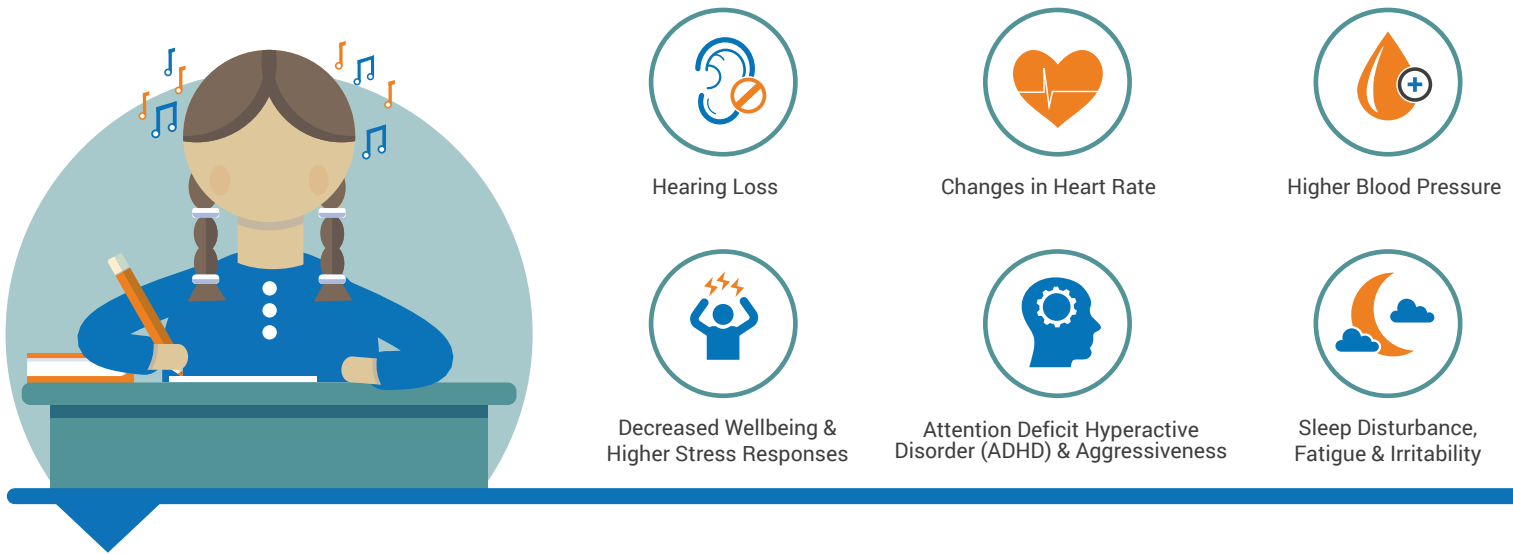 Hearing Loss
Changes in Heart Rate
Higher Blood Pressure
Decreased Wellbeing &
Higher Stress Responses
Attention Deficit Hyperactive
Disorder (ADHD) & Aggressiveness
Sleep Disturbance,
Fatigue & Irritability